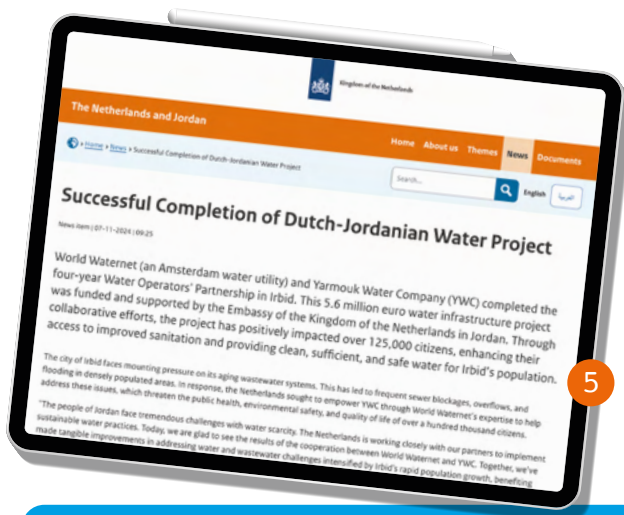 Kingdom of the Netherlands
The Netherlands and Jordan
Home About us Themes News Documents
› Home › News › Successful Completion of Dutch-Jordanian Water Project
Search...
English العربية
Successful Completion of Dutch-Jordanian Water Project
News item | 07-11-2024 | 09:25
World Waternet (an Amsterdam water utility) and Yarmouk Water Company (YWC) completed the
four-year Water Operators' Partnership in Irbid. This 5.6 million euro water infrastructure project
was funded and supported by the Embassy of the Kingdom of the Netherlands in Jordan. Through
collaborative efforts, the project has positively impacted over 125,000 citizens, enhancing their
access to improved sanitation and providing clean, sufficient, and safe water for Irbid's population.
5
The city of Irbid faces mounting pressure on its aging wastewater systems. This has led to frequent sewer blockages, overflows, and
flooding in densely populated areas. In response, the Netherlands sought to empower YWC through World Waternet's expertise to help
address these issues, which threaten the public health, environmental safety, and quality of life of over a hundred thousand citizens.
"The people of Jordan face tremendous challenges with water scarcity. The Netherlands is working closely with our partners to implement
sustainable water practices. Today, we are glad to see the results of the cooperation between World Waternet and YWC. Together, we've
made tangible improvements in addressing water and wastewater challenges intensified by Irbid's rapid population growth, benefiting